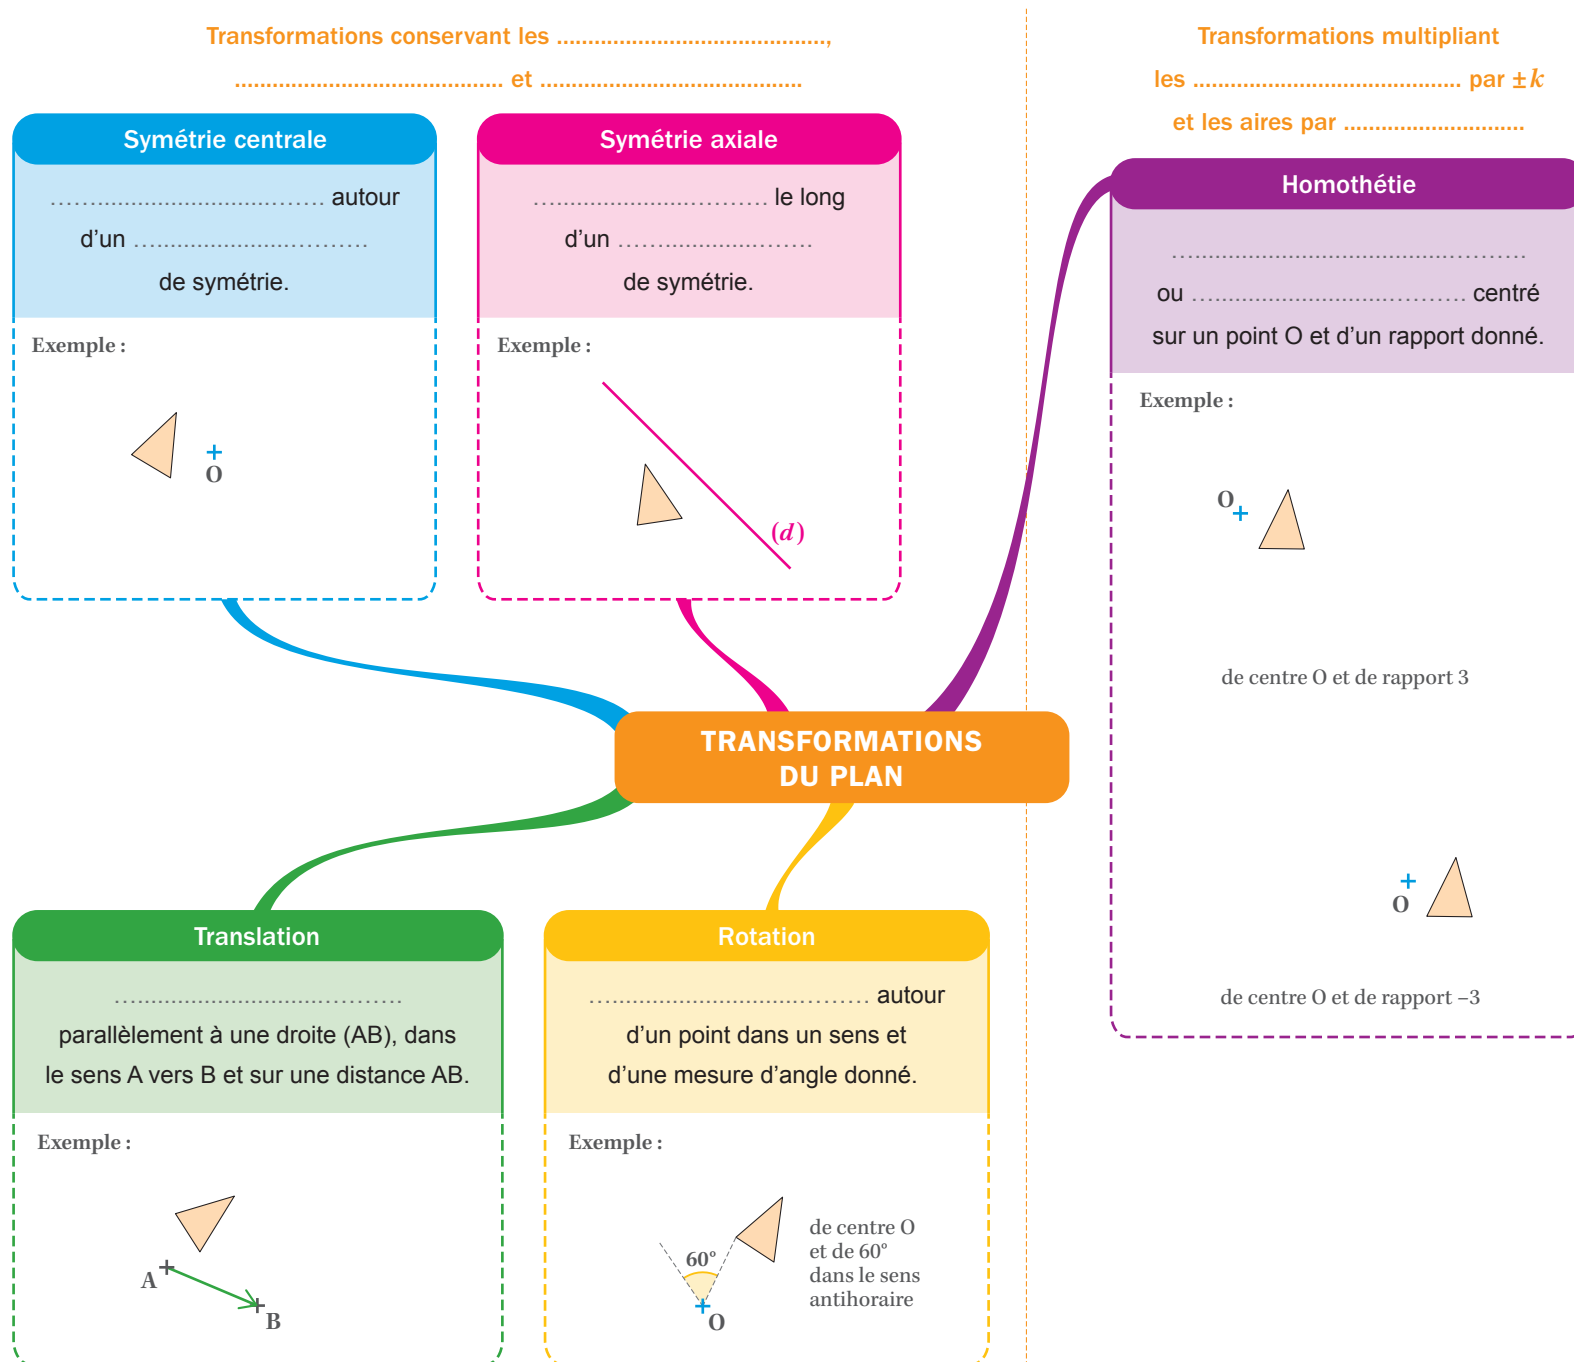 Transformations conservant les ..........................................,
.......................................... et ..........................................
Symétrie centrale
.......................................... autour
d'un ..........................................
de symétrie.
Exemple :
O
Symétrie axiale
.......................................... le long
d'un ..............................
de symétrie.
Exemple :
(d)
Transformations multipliant
les .......................................... par ±k
et les aires par .............................
Homothétie
..........................................
ou .......................................... centré
sur un point O et d'un rapport donné.
Exemple :
O
de centre O et de rapport 3
O
de centre O et de rapport –3
TRANSFORMATIONS
DU PLAN
Translation
..........................................
parallèlement à une droite (AB), dans
le sens A vers B et sur une distance AB.
Exemple :
A
B
Rotation
.......................................... autour
d'un point dans un sens et
d'une mesure d'angle donné.
Exemple :
60°
O
de centre O
et de 60°
dans le sens
antihoraire